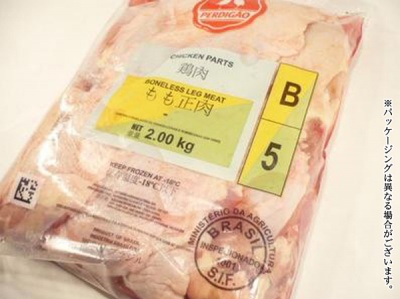 PERDIGÃO
CHICKEN PARTS
鶏肉
BONELESS LEG MEAT
もも正肉
NET 2.00 kg
B
5
KEEP FROZEN AT -18°C
MINISTÉRIO DA AGRICULTURA
BRASIL
INSPECIONADO
S.I.F.
※パッケージングは異なる場合がございます。